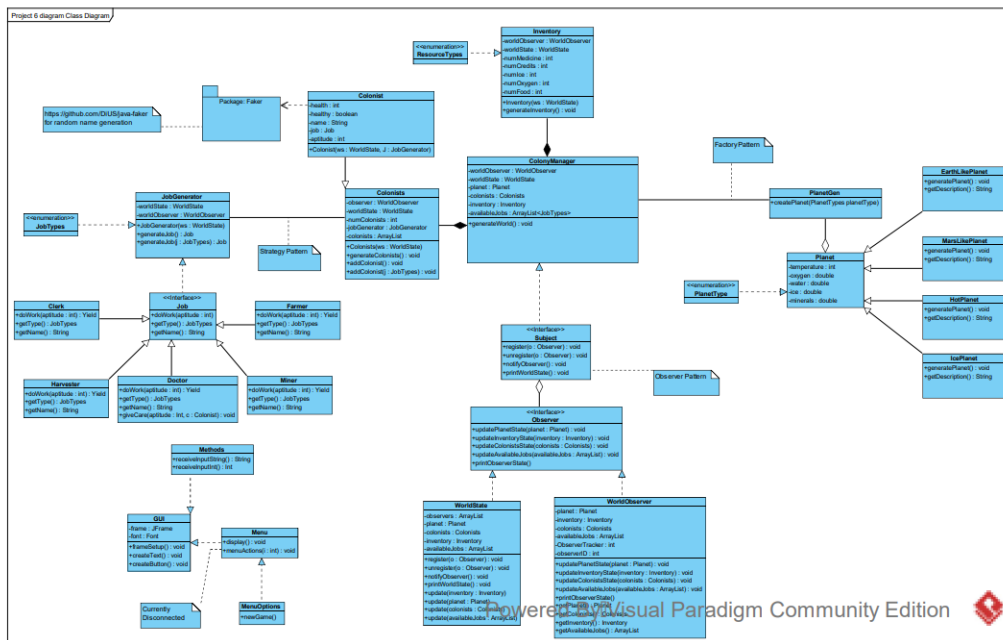 Project 6 diagram Class Diagram
<<enumeration>>
ResourceTypes
Inventory
-worldObserver : WorldObserver
-worldState : WorldState
-numMedicine : int
-numCredits : int
-numIce : int
-numOxygen : int
-numFood : int
+Inventory(ws : WorldState)
+generateInventory() : void
https://github.com/DiUS/java-faker
for random name generation
Package: Faker
Colonist
-health : int
-healthy : boolean
-name : String
-job : Job
-aptitude : int
+Colonist(ws : WorldState, J : JobGenerator)
Factory Pattern
Stategy Pattern
ColonyManager
-worldObserver : WorldObserver
-worldState : WorldState
-planet : Planet
-colonists : Colonists
-inventory : Inventory
-availableJobs : ArrayList<JobTypes>
+generateWorld() : void
PlanetGen
+createPlanet(PlanetTypes planetType)
EarthLikePlanet
+generatePlanet() : void
+getDescription() : String
MarsLikePlanet
+generatePlanet() : void
+getDescription() : String
HotPlanet
+generatePlanet() : void
+getDescription() : String
IcePlanet
+generatePlanet() : void
+getDescription() : String
<<enumeration>>
PlanetType
Planet
-temperature : int
-oxygen : double
-water : double
-ice : double
-minerals : double
<<enumeration>>
JobTypes
JobGenerator
-worldState : WorldState
-worldObserver : WorldObserver
+JobGenerator(ws : WorldState)
+generateJob() : Job
+generateJob(j : JobTypes) : Job
Colonists
-observer : WorldObserver
-worldState : WorldState
-numColonists : int
-jobGenerator : JobGenerator
-colonists : ArrayList
+Colonists(ws : WorldState)
+generateColonists() : void
+addColonist() : void
+addColonist(j : JobTypes) : void
Strategy Pattern
Clark
+doWork(aptitude : int) : Yield
+getType() : JobTypes
+getName() : String
<<Interface>>
Job
+doWork(aptitude : int)
+getType() : JobTypes
+getName() : String
Farmer
+doWork(aptitude : int) : Yield
+getType() : JobTypes
+getName() : String
Harvester
+doWork(aptitude : int) : Yield
+getType() : JobTypes
+getName() : String
Doctor
+doWork(aptitude : int) : Yield
+getType() : JobTypes
+getName() : String
+giveCare(aptitude : Int, c : Colonist) : void
Miner
+doWork(aptitude : int) : Yield
+getType() : JobTypes
+getName() : String
<<Interface>>
Subject
+register(o : Observer) : void
+unregister(o : Observer) : void
+notifyObserver() : void
+printWorldState() : void
Obsener Pattern
<<Interface>>
Observer
+updatePlanetState(planet : Planet) : void
+updateInventoryState(inventory : Inventory) : void
+updateColonistsState(colonists : Colonists) : void
+updateAvailableJobs(availableJobs : ArrayList) : void
+printObserverState()
Methods
+receiveInputString() : String
+receiveInputInt() : Int
GUI
-frame : JFrame
-font : Font
+frameSetup() : void
+createText() : void
+createButton() : void
Menu
+display() : void
+menuActions(i : int) : void
Currently
Disconnected
MenuOptions
+newGame()
WorldState
-observers : ArrayList
-planet : Planet
-colonists : Colonists
-inventory : Inventory
-availableJobs : ArrayList
+register(o : Observer) : void
+unregister(o : Observer) : void
+notifyObserver() : void
+printWorldState() : void
+update(inventory : Inventory)
+update(planet : Planet)
+update(colonists : Colonists)
+update(availableJobs : ArrayList)
WorldObserver
-planet : Planet
-inventory : Inventory
-colonists : Colonists
-availableJobs : ArrayList
-ObserverTracker : int
-observerID : int
+updatePlanetState(planet : Planet) : void
+updateInventoryState(inventory : Inventory) : void
+updateColonistsState(colonists : Colonists) : void
+updateAvailableJobs(availableJobs : ArrayList) : void
+printObserverState()
+getInventory() : Inventory
+getAvailableJobs() : ArrayList
Powered By Visual Paradigm Community Edition